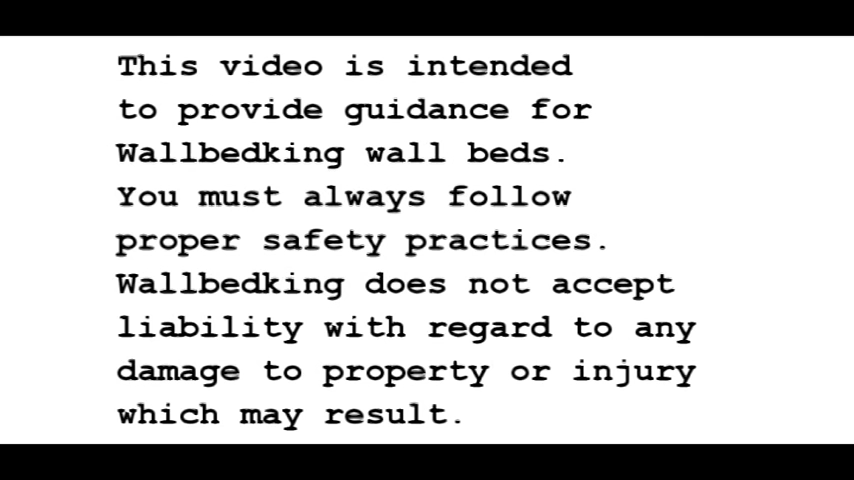 This video is intended
to provide guidance for
Wallbedking wall beds.
You must always follow
proper safety practices.
Wallbedking does not accept
liability with regard to any
damage to property or injury
which may result.